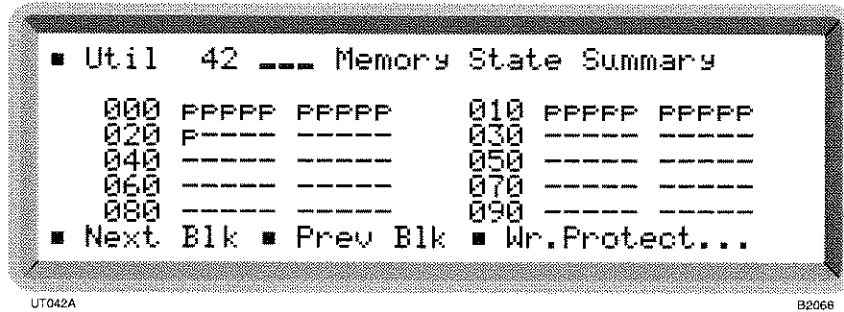 ▪ Util 42 ___ Memory State Summary
000 PPPPP PPPPP 010 PPPPP PPPPP
020 P---- ----- 030 ----- -----
040 ----- ----- 050 ----- -----
060 ----- ----- 070 ----- -----
080 ----- ----- 090 ----- -----
▪ Next Blk ▪ Prev Blk ▪ Wr.Protect...
UT042A B2066